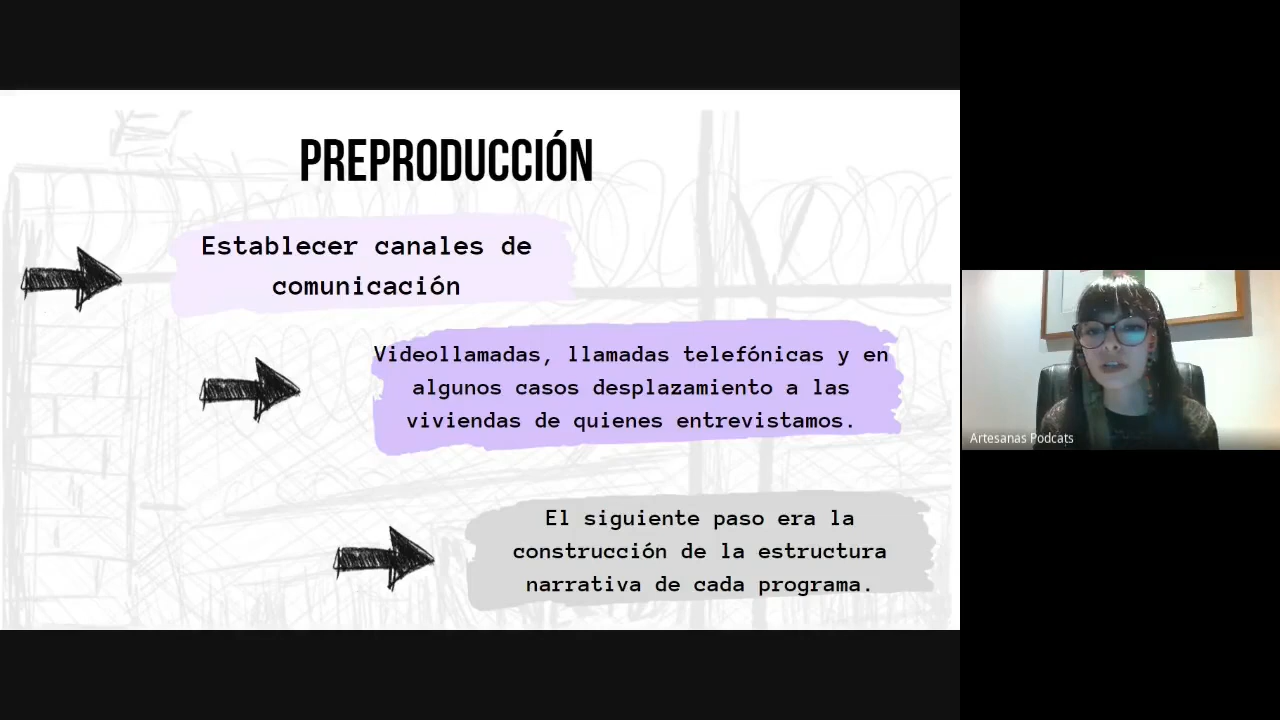 PREPRODUCCIÓN
Establecer canales de
comunicación
Videollamadas, llamadas telefónicas y en
algunos casos desplazamiento a las
viviendas de quienes entrevistamos.
El siguiente paso era la
construcción de la estructura
narrativa de cada programa.
Artesanas Podcats